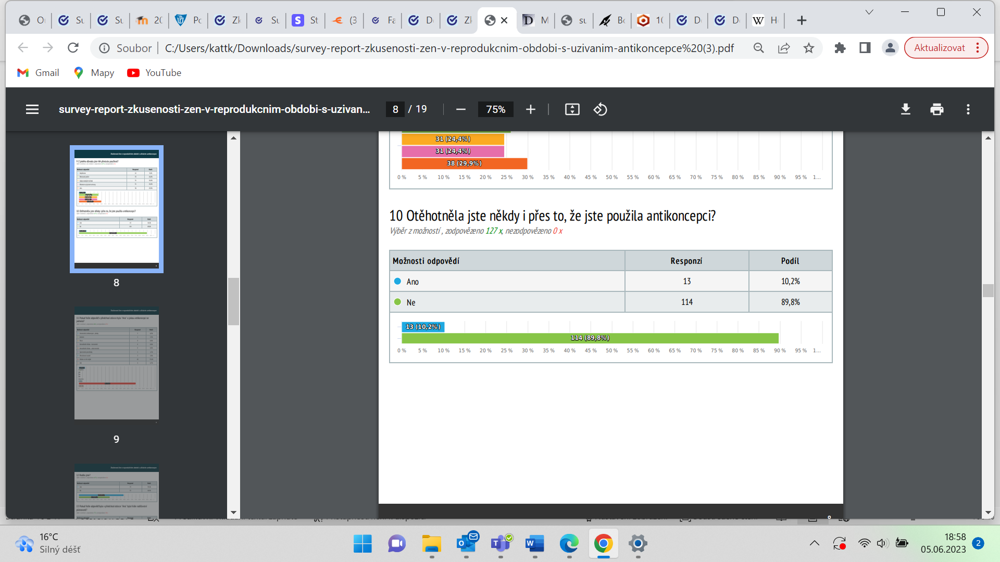 Ou
Su
Su
20
Po
Zk
Su
St
(3
Fa
D
Zk
M
su
Bo
10
D
D
W H
Soubor C:/Users/kattk/Downloads/survey-report-zkusenosti-zen-v-reprodukcnim-obdobi-s-uzivanim-antikoncepce%20(3).pdf Aktualizovat
Gmail Mapy YouTube
survey-report-zkusenosti-zen-v-reprodukcnim-obdobi-s-uzivan... 8 / 19 75%
31 (24,4%)
31 (24,4%)
38 (29,9%)
0 % 5 % 10 % 15 % 20 % 25 % 30 % 35 % 40 % 45 % 50 % 55 % 60 % 65 % 70 % 75 % 80 % 85 % 90 % 95 % 1...
10 Otěhotněla jste někdy i přes to, že jste použila antikoncepci?
Výběr z možností , zodpovězeno 127 x, nezodpovězeno 0 x
Možnosti odpovědí Responzí Podíl
Ano 13 10,2%
Ne 114 89,8%
13 (10,2%)
114 (89,8%)
0 % 5 % 10 % 15 % 20 % 25 % 30 % 35 % 40 % 45 % 50 % 55 % 60 % 65 % 70 % 75 % 80 % 85 % 90 % 95 % 1...
8
9
16°C
Silný déšť
18:58
05.06.2023
2